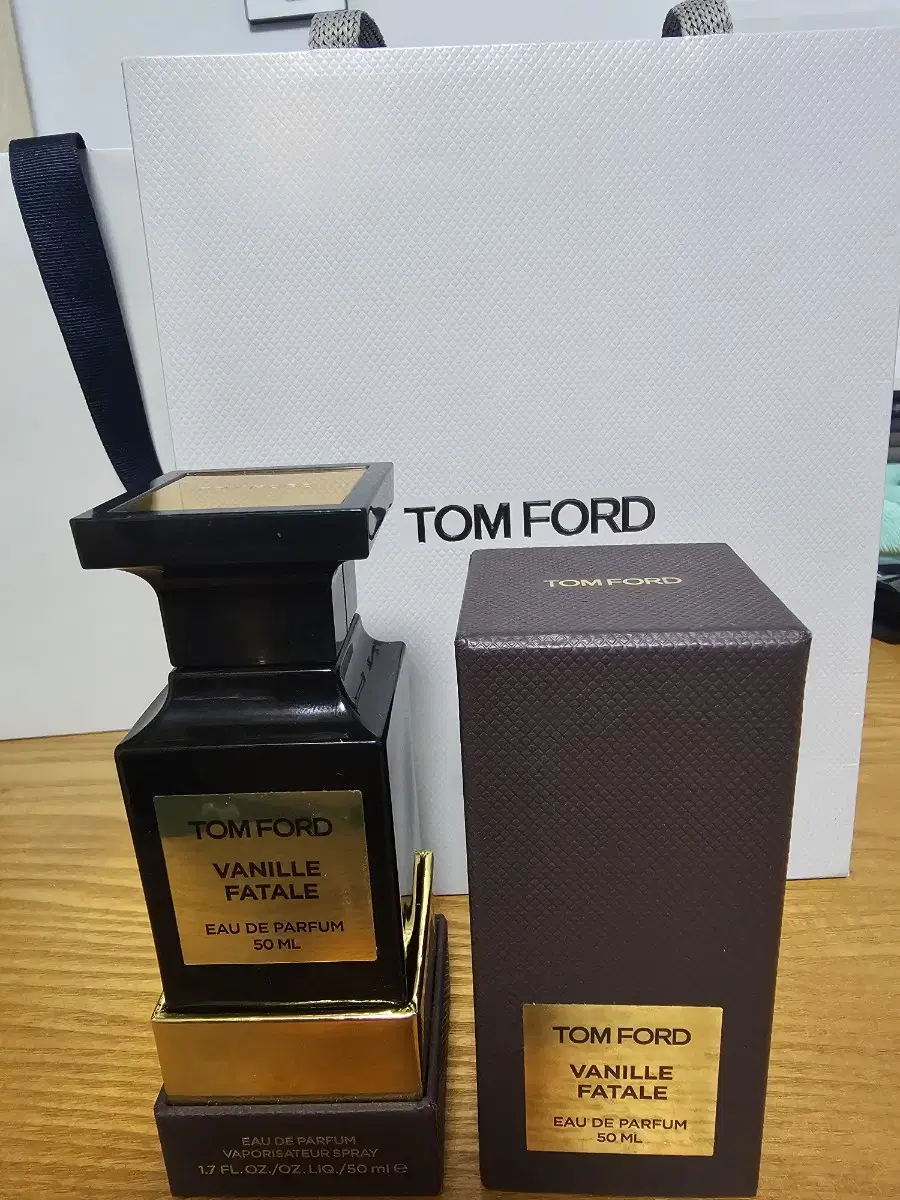 TOM FORD
TOM FORD
TOM FORD
VANILLE
FATALE
EAU DE PARFUM
50 ML
EAU DE PARFUM
VAPORISATEUR SPRAY
1.7 FL.OZ./OZ.LIQ./50 ml ℮
TOM FORD
VANILLE
FATALE
EAU DE PARFUM
50 ML